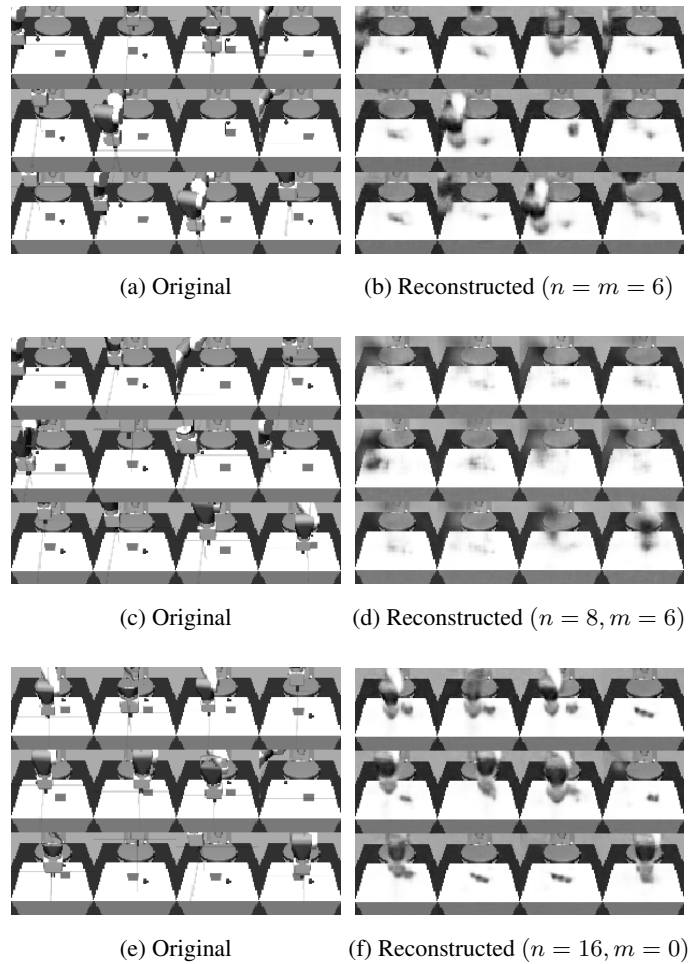 (a) Original
(b) Reconstructed (n = m = 6)
(c) Original
(d) Reconstructed (n = 8, m = 6)
(e) Original
(f) Reconstructed (n = 16, m = 0)